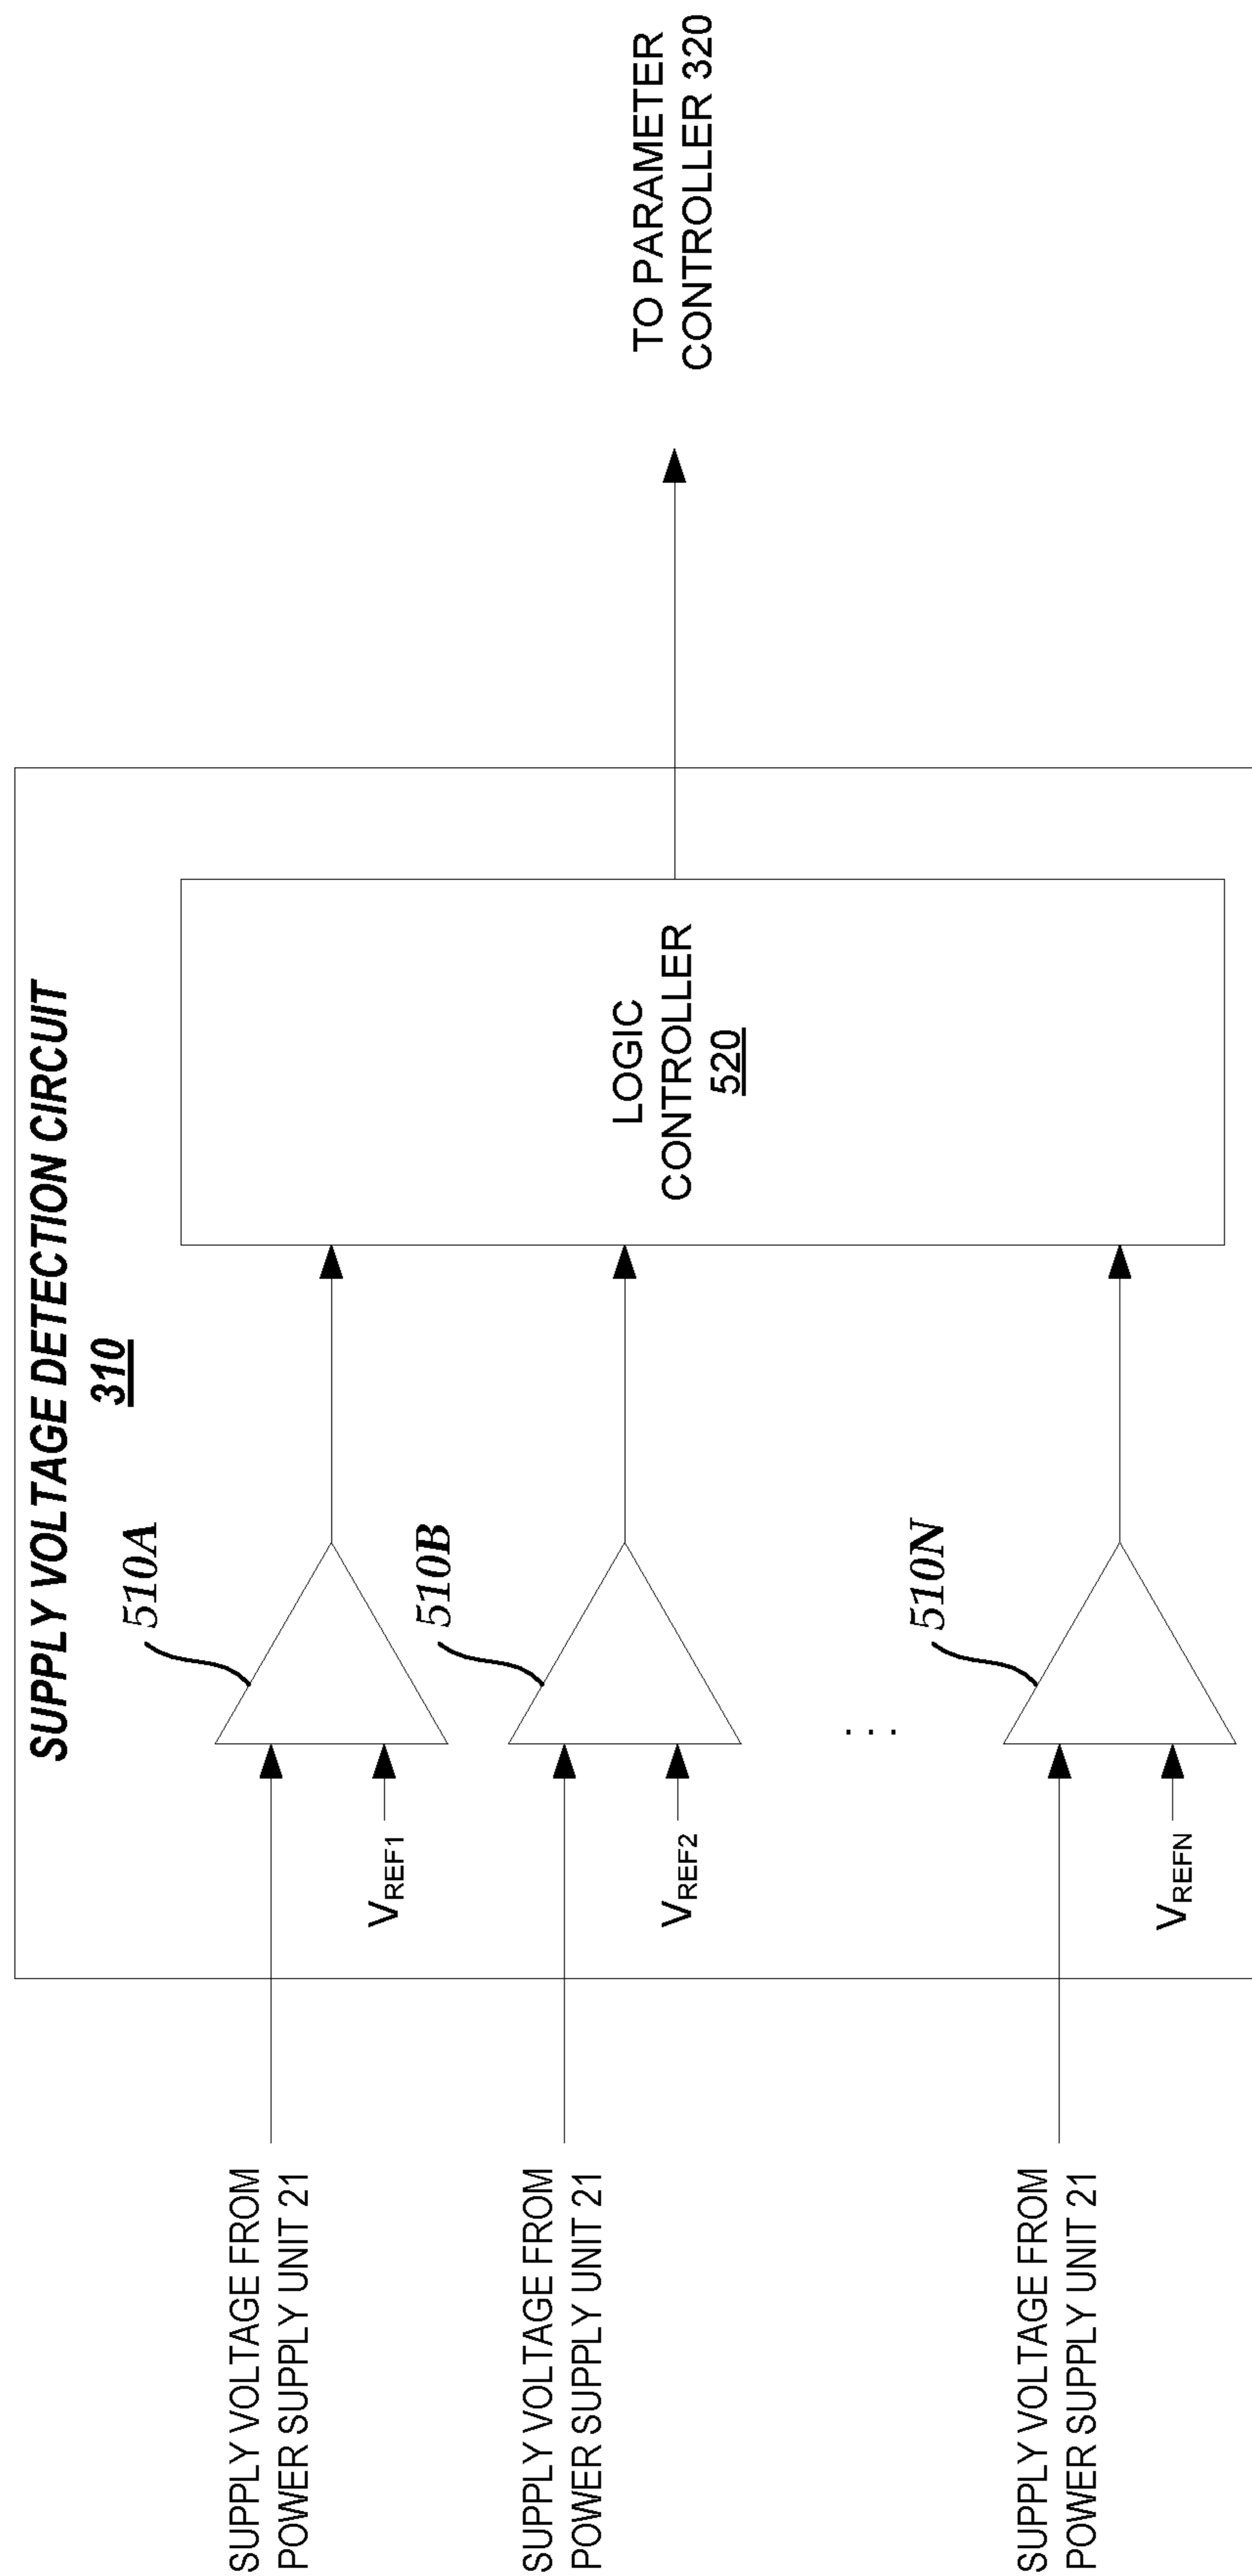 SUPPLY VOLTAGE DETECTION CIRCUIT
310
SUPPLY VOLTAGE FROM
POWER SUPPLY UNIT 21
510A
VREF1
SUPPLY VOLTAGE FROM
POWER SUPPLY UNIT 21
510B
VREF2
. . .
SUPPLY VOLTAGE FROM
POWER SUPPLY UNIT 21
510N
VREFN
LOGIC
CONTROLLER
520
TO PARAMETER
CONTROLLER 320